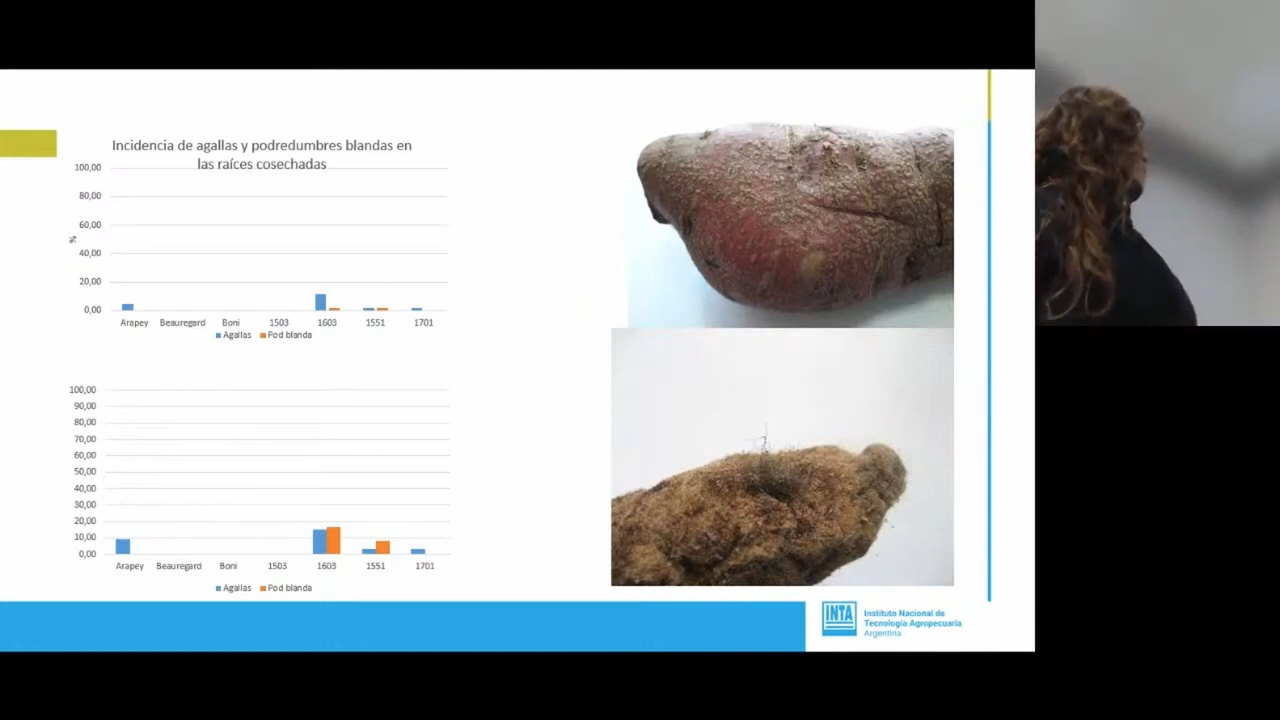 Incidencia de agallas y podredumbres blandas en
las raíces cosechadas
100,00
80,00
60,00
40,00
20,00
0,00
%
Arapey Beauregard Boni 1503 1603 1551 1701
Agallas Pod blanda
100,00
90,00
80,00
70,00
60,00
50,00
40,00
30,00
20,00
10,00
0,00
Arapey Beauregard Boni 1503 1603 1551 1701
Agallas Pod blanda
INTA
Instituto Nacional de
Tecnología Agropecuaria
Argentina